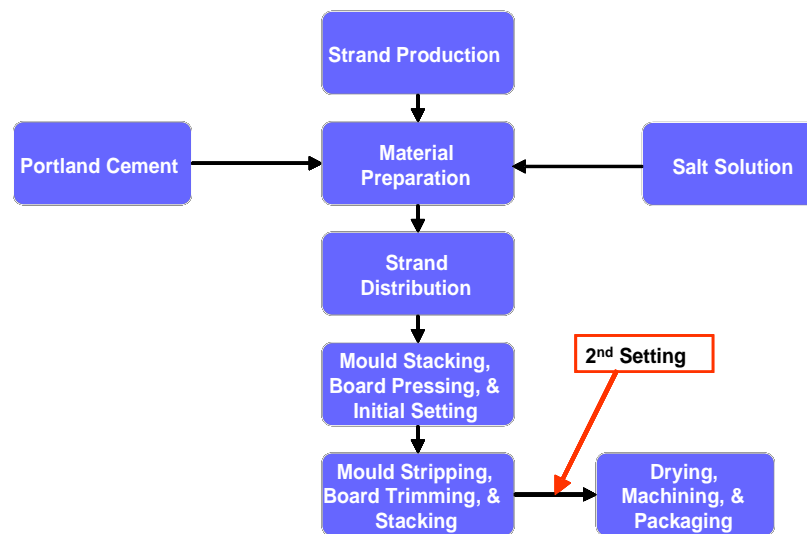 Strand Production
Portland Cement
Material
Preparation
Salt Solution
Strand
Distribution
Mould Stacking,
Board Pressing, &
Initial Setting
2nd Setting
Mould Stripping,
Board Trimming, &
Stacking
Drying,
Machining, &
Packaging